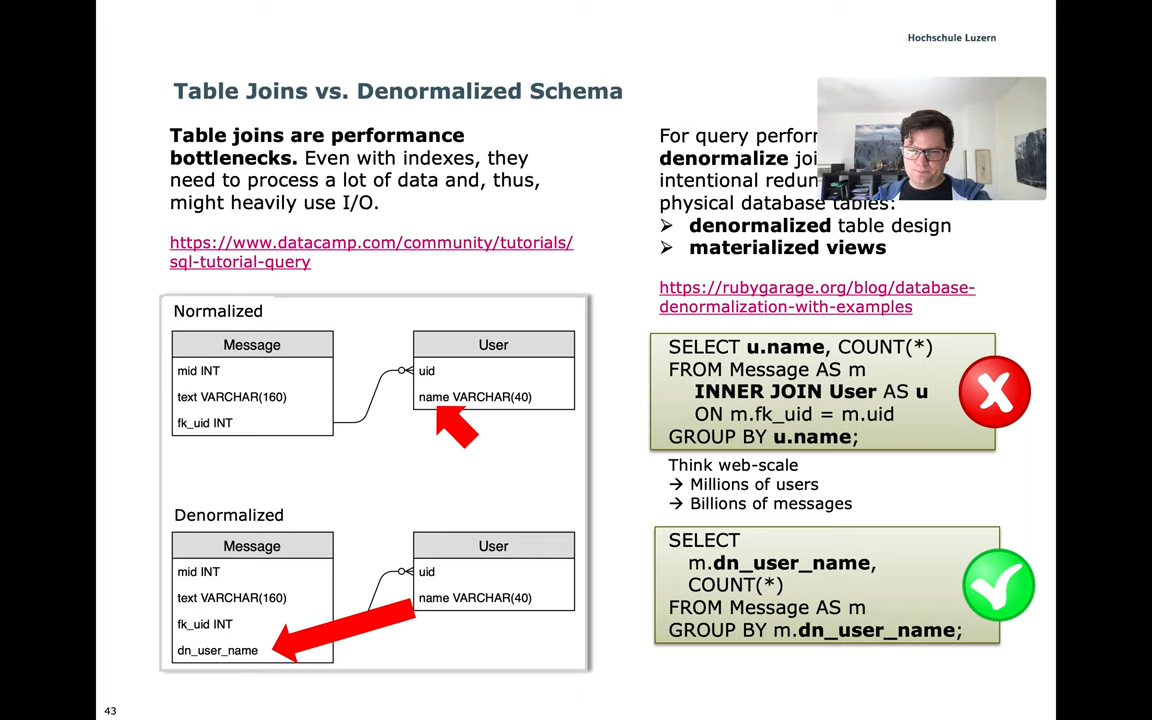 Hochschule Luzern
Table Joins vs. Denormalized Schema
Table joins are performance
bottlenecks. Even with indexes, they
need to process a lot of data and, thus,
might heavily use I/O.
https://www.datacamp.com/community/tutorials/
sql-tutorial-query
For query perfor
denormalize joi
intentional redun
physical database tables:
➢ denormalized table design
➢ materialized views
https://rubygarage.org/blog/database-
denormalization-with-examples
Normalized
Message
mid INT
text VARCHAR(160)
fk_uid INT
User
uid
name VARCHAR(40)
Denormalized
Message
mid INT
text VARCHAR(160)
fk_uid INT
dn_user_name
User
uid
name VARCHAR(40)
SELECT u.name, COUNT(*)
FROM Message AS m
INNER JOIN User AS u
ON m.fk_uid = m.uid
GROUP BY u.name;
Think web-scale
→ Millions of users
→ Billions of messages
SELECT
m.dn_user_name,
COUNT(*)
FROM Message AS m
GROUP BY m.dn_user_name;
43